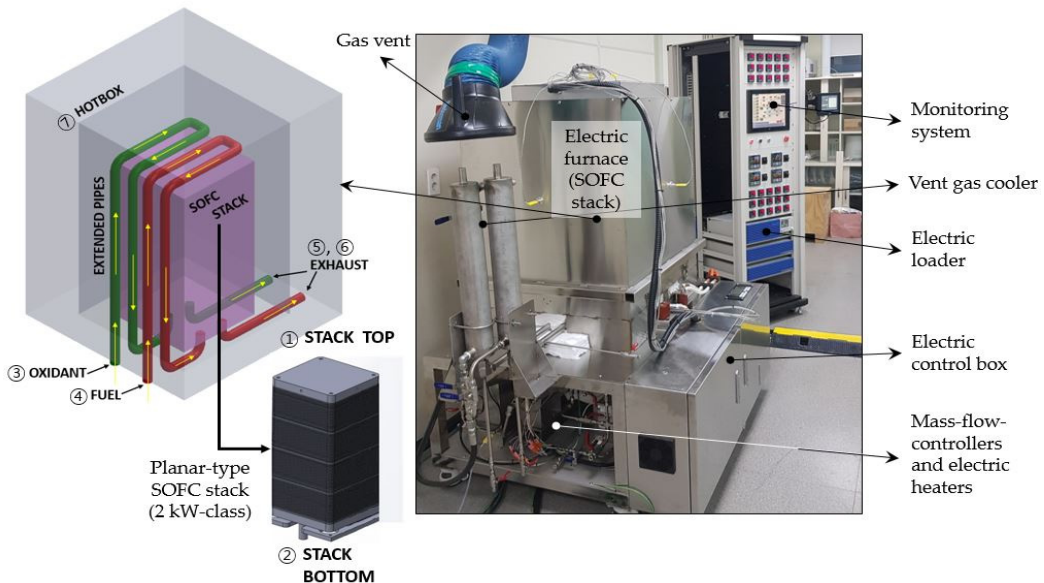 ⑦ HOTBOX
EXTENDED PIPES
SOFC
STACK
⑤, ⑥
EXHAUST
① STACK TOP
③ OXIDANT
④ FUEL
Planar-type
SOFC stack
(2 kW-class)
② STACK
BOTTOM
Gas vent
Electric
furnace
(SOFC
stack)
Monitoring
system
Vent gas cooler
Electric
loader
Electric
control box
Mass-flow-
controllers
and electric
heaters